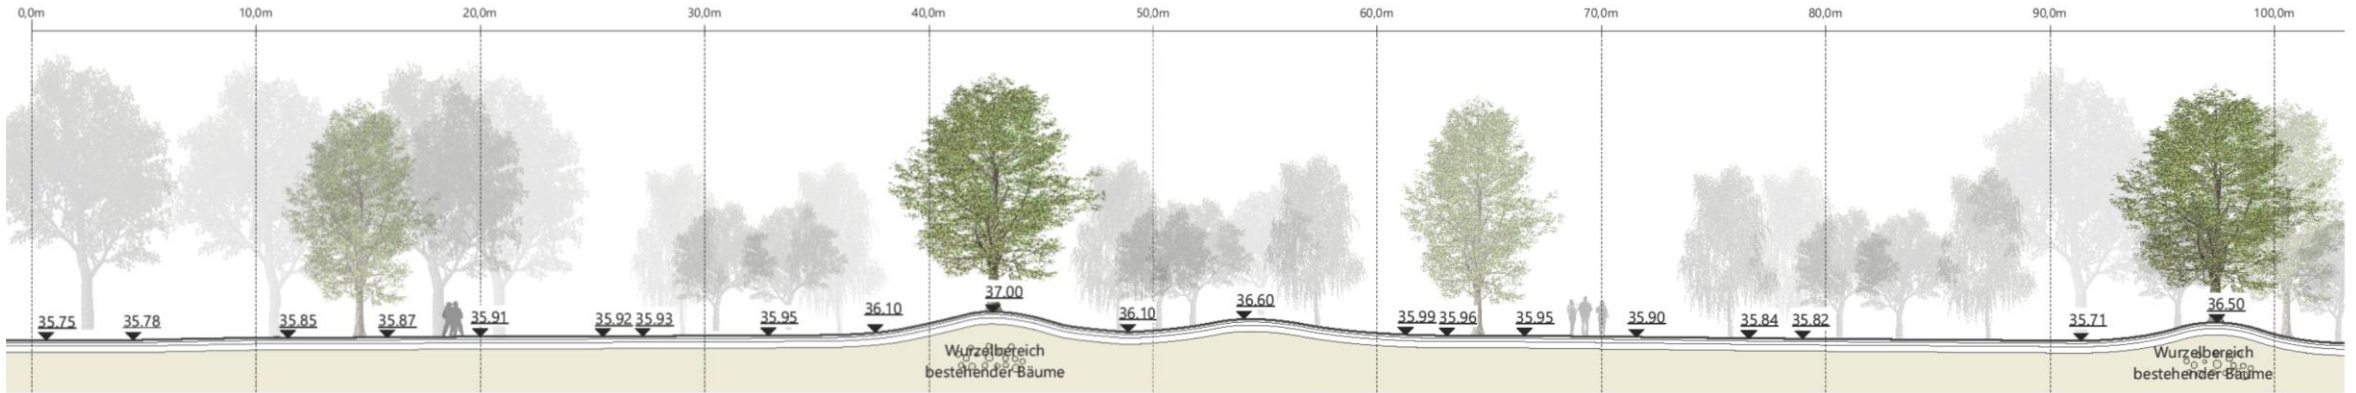 0,0m
10,0m
20,0m
30,0m
40,0m
50,0m
60,0m
70,0m
80,0m
90,0m
100,0m
35.75
35.78
35.85
35.87
35.91
35.92
35.93
35.95
36.10
37.00
36.10
36.60
35.99
35.96
35.95
35.90
35.84
35.82
35.71
36.50
Wurzelbereich
bestehender Bäume
Wurzelbereich
bestehender Bäume